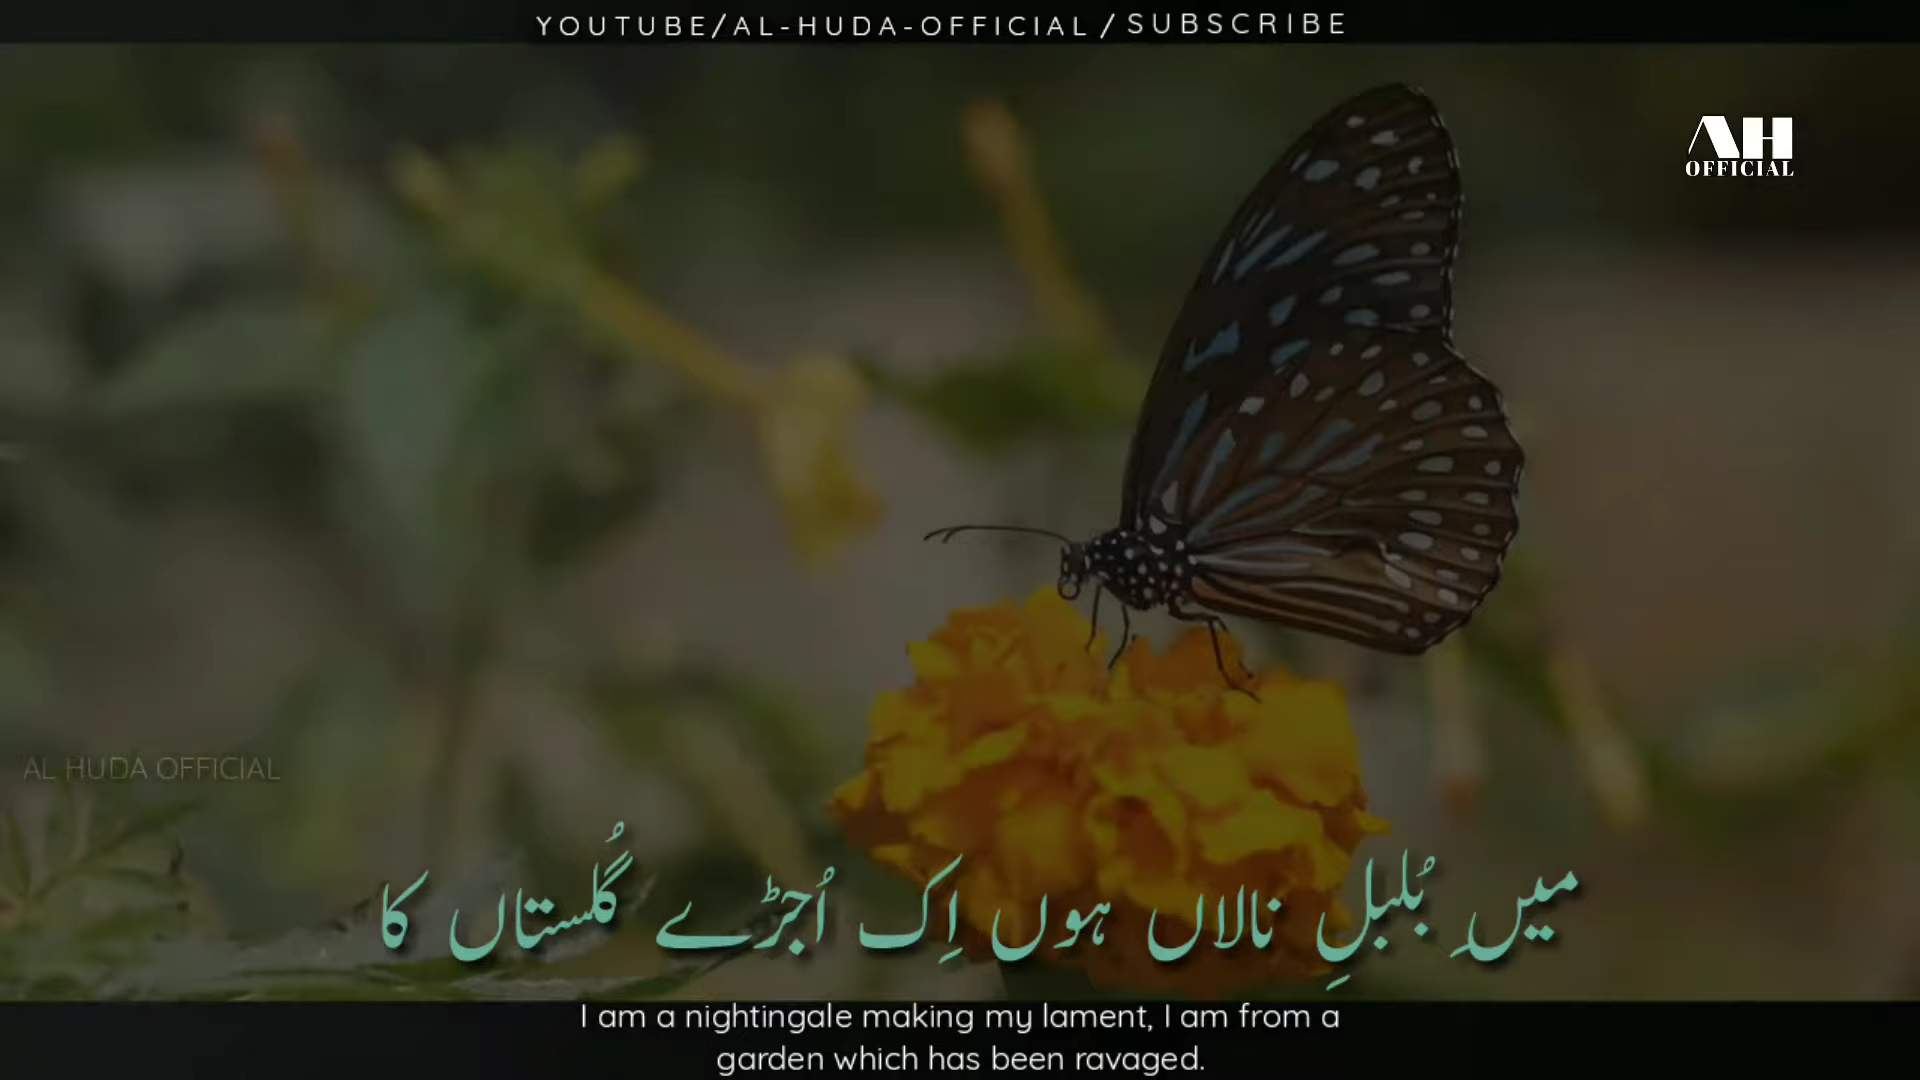 YOUTUBE/AL-HUDA-OFFICIAL/SUBSCRIBE
AH
OFFICIAL
AL HUDA OFFICIAL
میںِ بُلبلِ نالاں ہوں اِک اُجڑے گُلستاں کا
I am a nightingale making my lament, I am from a
garden which has been ravaged.